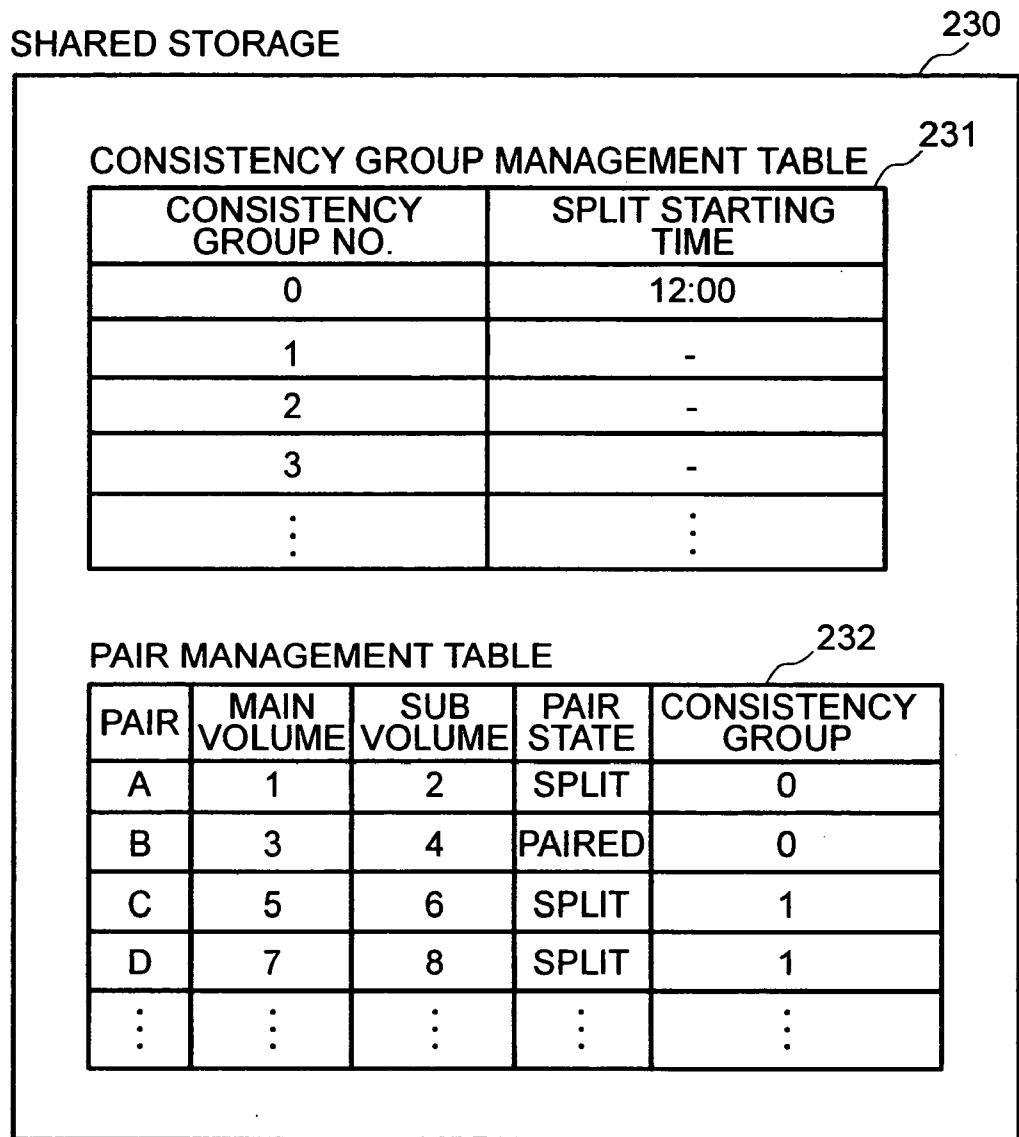 230
SHARED STORAGE
231
CONSISTENCY GROUP MANAGEMENT TABLE
CONSISTENCY GROUP NO. SPLIT STARTING TIME
0 12:00
1 -
2 -
3 -
⋮ ⋮
232
PAIR MANAGEMENT TABLE
PAIR MAIN VOLUME SUB VOLUME PAIR STATE CONSISTENCY GROUP
A 1 2 SPLIT 0
B 3 4 PAIRED 0
C 5 6 SPLIT 1
D 7 8 SPLIT 1
⋮ ⋮ ⋮ ⋮ ⋮